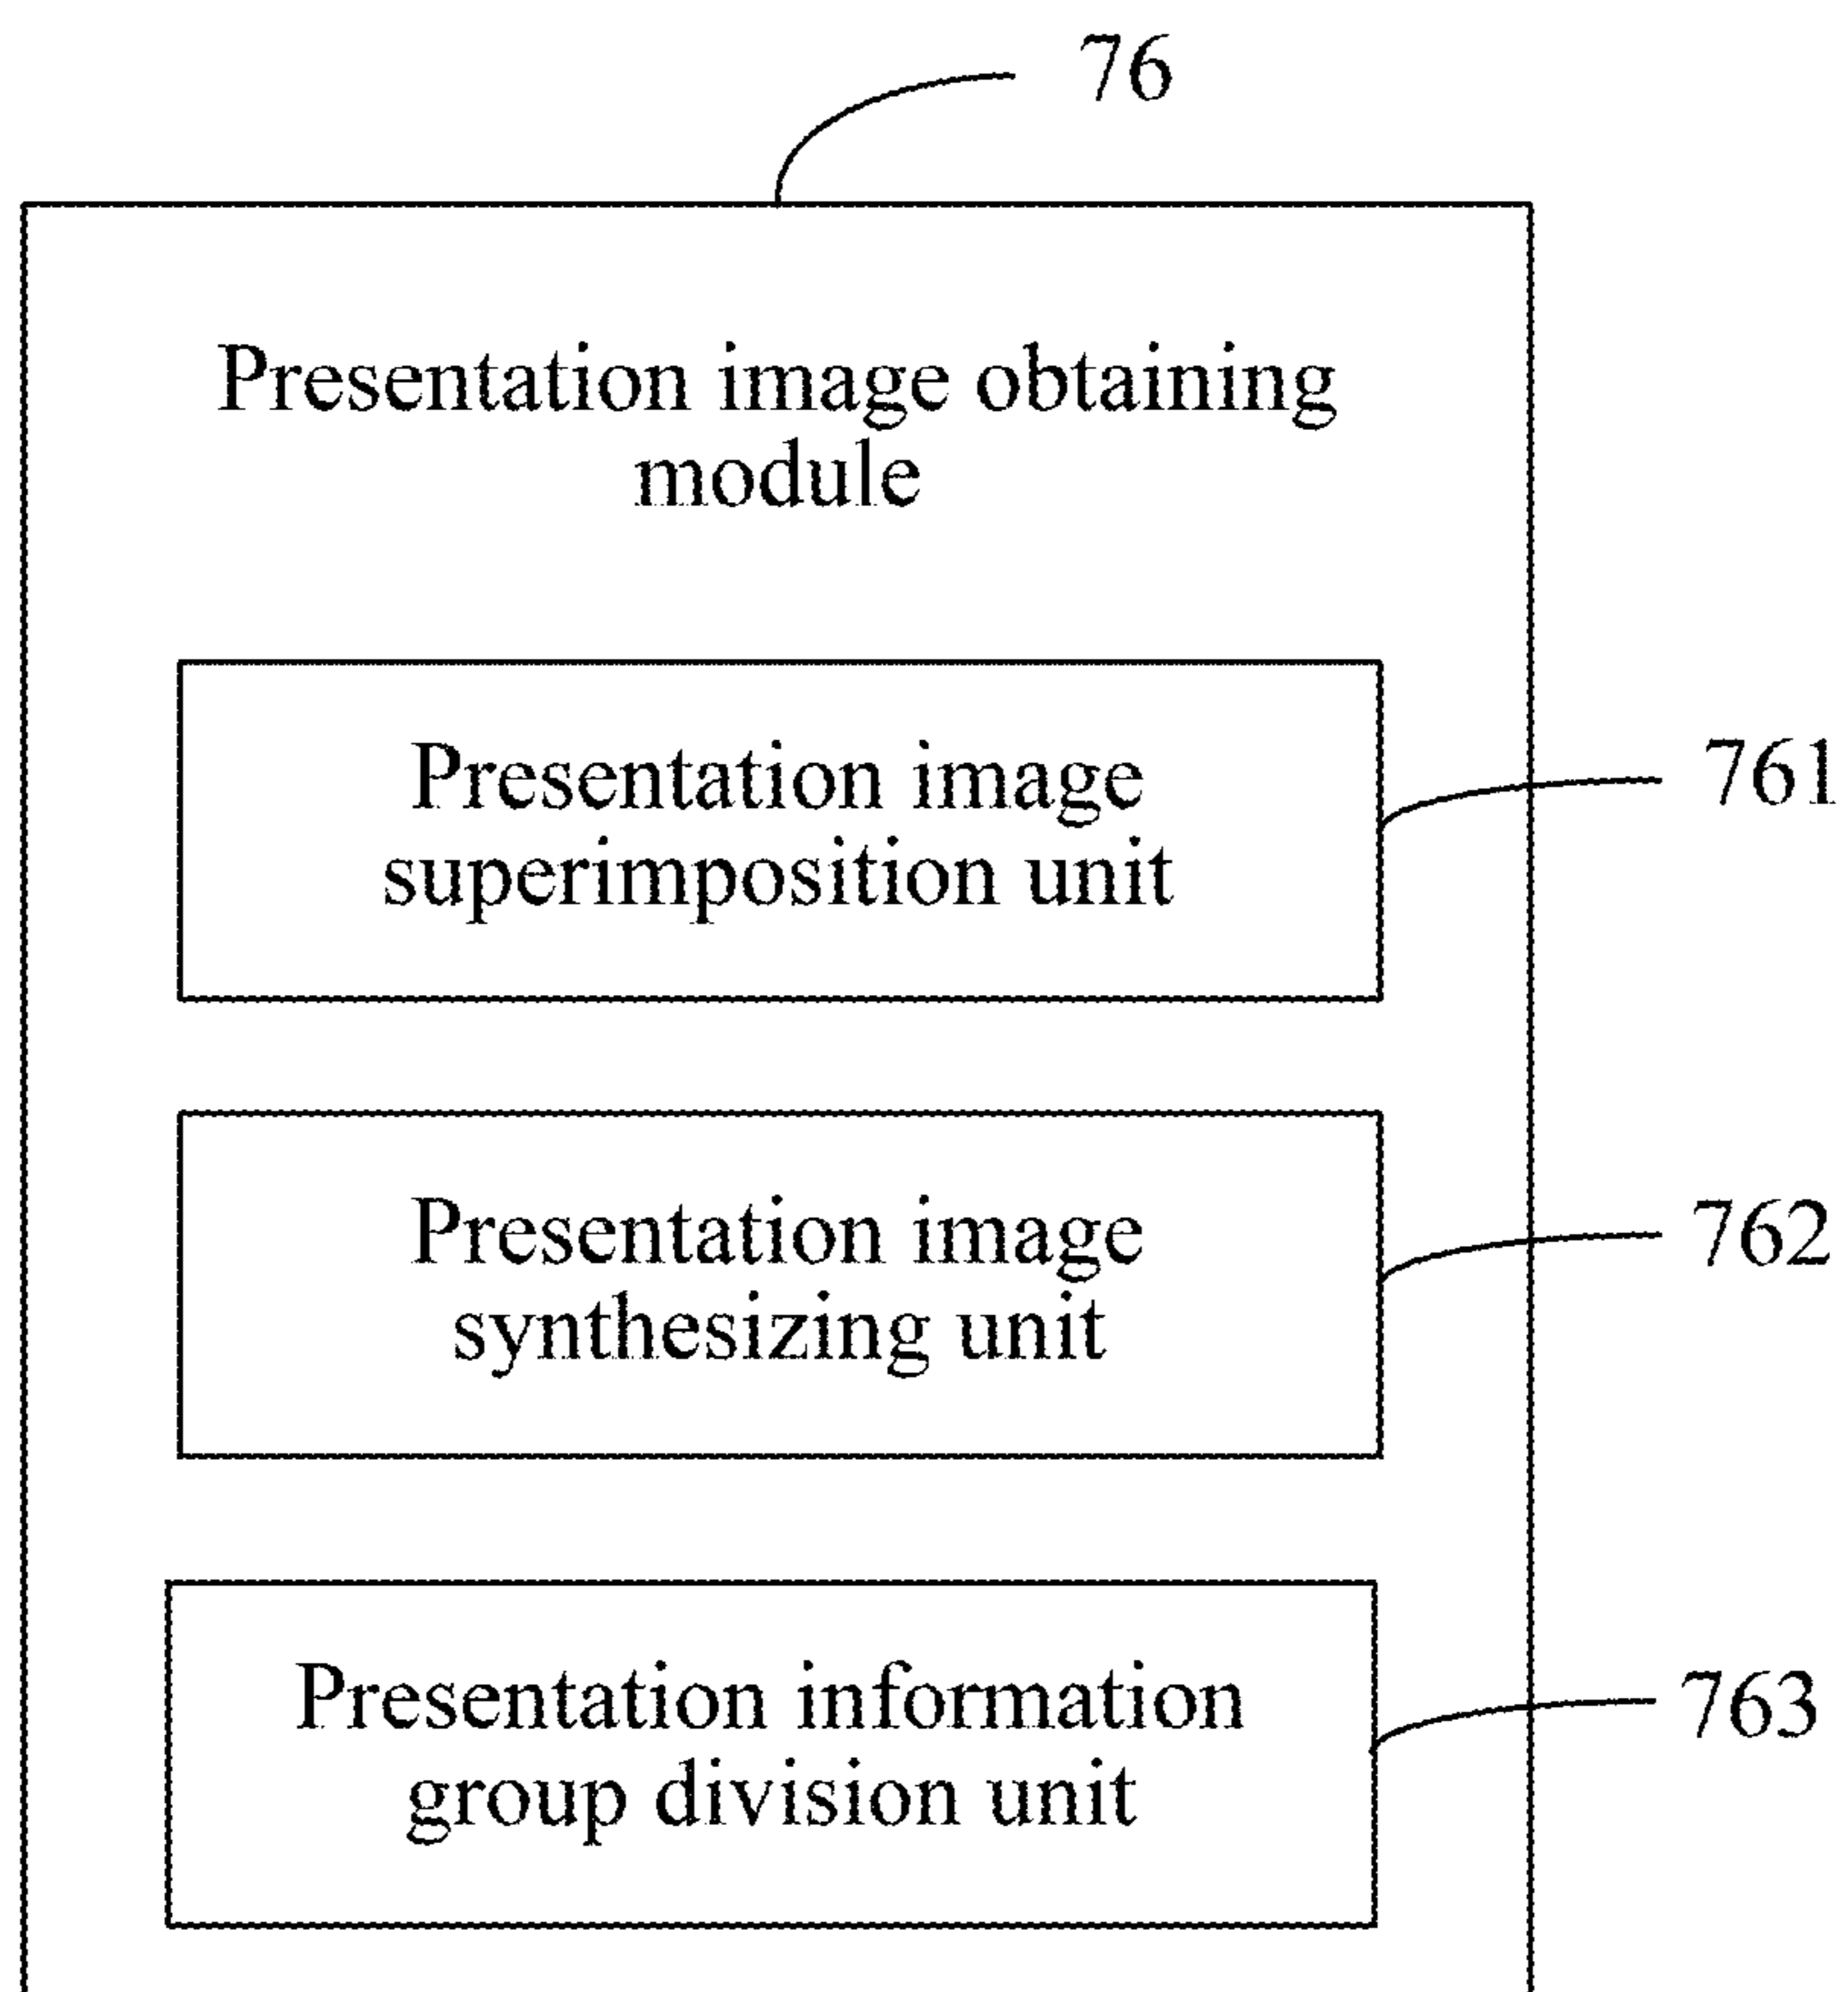 76
Presentation image obtaining
module
Presentation image
superimposition unit
761
Presentation image
synthesizing unit
762
Presentation information
group division unit
763